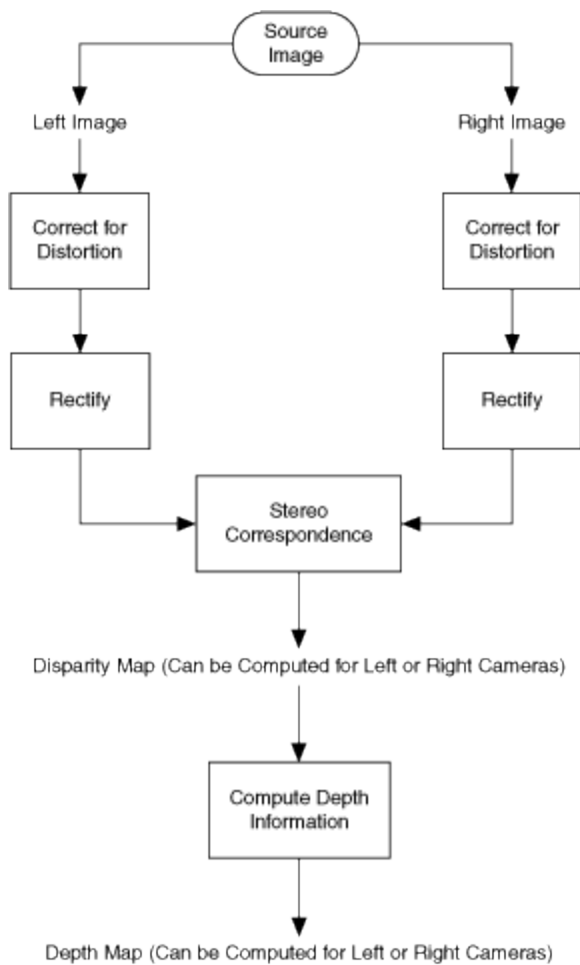 Source
Image
Left Image
Right Image
Correct for
Distortion
Correct for
Distortion
Rectify
Rectify
Stereo
Correspondence
Disparity Map (Can be Computed for Left or Right Cameras)
Compute Depth
Information
Depth Map (Can be Computed for Left or Right Cameras)